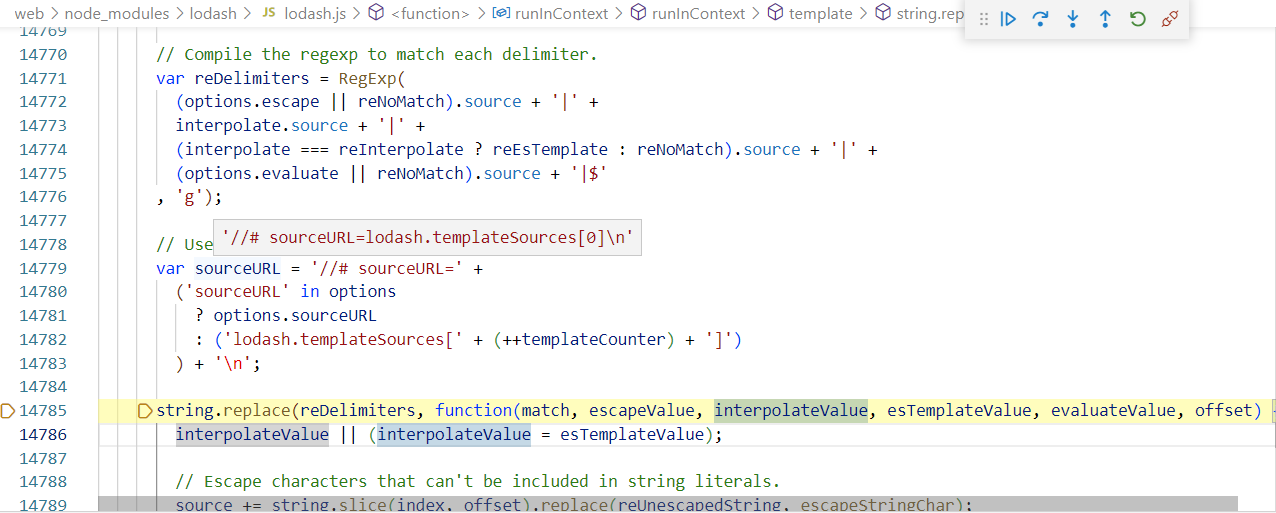 web > node_modules > lodash > JS lodash.js > <function> > runInContext > runInContext > template > string.rep
14769
14770 // Compile the regexp to match each delimiter.
14771 var reDelimiters = RegExp(
14772 (options.escape || reNoMatch).source + '|' +
14773 interpolate.source + '|' +
14774 (interpolate === reInterpolate ? reEsTemplate : reNoMatch).source + '|' +
14775 (options.evaluate || reNoMatch).source + '|$'
14776 , 'g');
14777
'//# sourceURL=lodash.templateSources[0]\n'
14778 // Use
14779 var sourceURL = '//# sourceURL=' +
14780 ('sourceURL' in options
14781 ? options.sourceURL
14782 : ('lodash.templateSources[' + (++templateCounter) + ']')
14783 ) + '\n';
14784
14785 string.replace(reDelimiters, function(match, escapeValue, interpolateValue, esTemplateValue, evaluateValue, offset)
14786 interpolateValue || (interpolateValue = esTemplateValue);
14787
14788 // Escape characters that can't be included in string literals.
14789 source += string.slice(index, offset).replace(reUnescapedString, escapeStringChar);